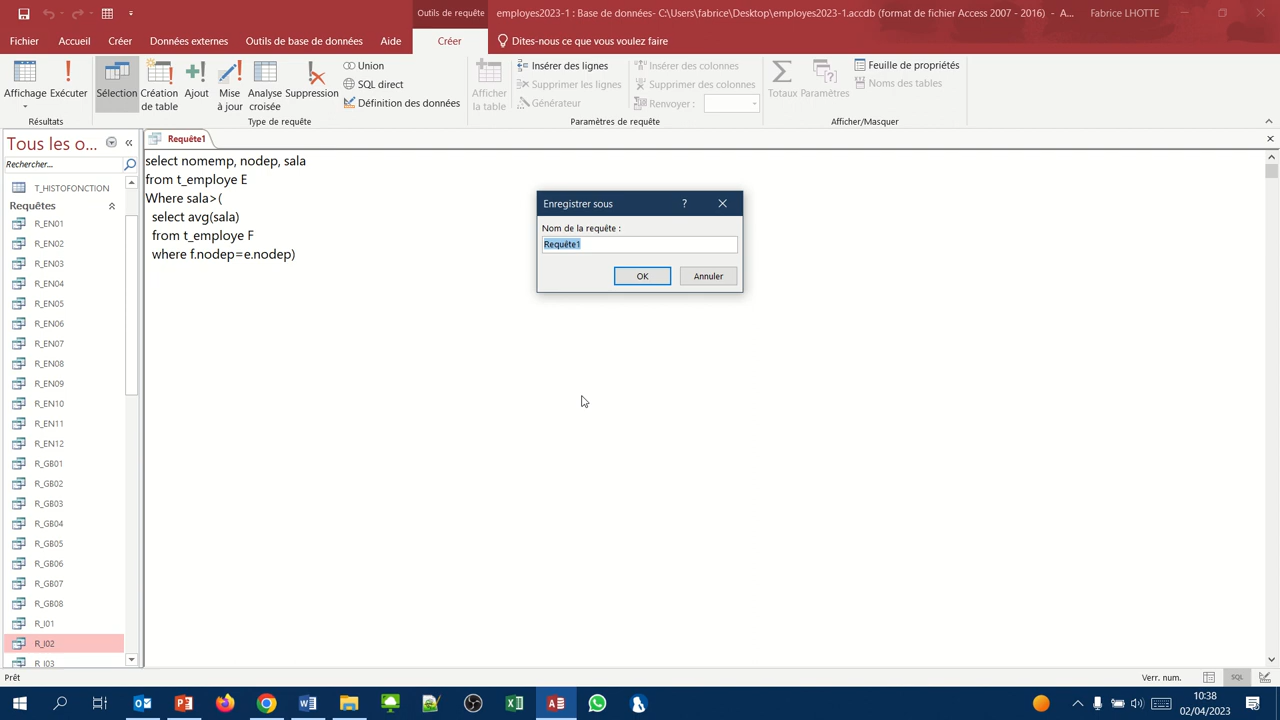 Outils de requête
employes2023-1 : Base de données- C:\Users\fabrice\Desktop\employes2023-1.accdb (format de fichier Access 2007 - 2016) - A...
Fabrice LHOTTE
Fichier
Accueil
Créer
Données externes
Outils de base de données
Aide
Créer
Dites-nous ce que vous voulez faire
Affichage
Exécuter
Résultats
Sélection
Création de table
Ajout
Mise à jour
Analyse croisée
Suppression
Union
SQL direct
Définition des données
Type de requête
Afficher la table
Insérer des lignes
Supprimer les lignes
Générateur
Insérer des colonnes
Supprimer des colonnes
Renvoyer :
Paramètres de requête
Totaux
Paramètres
Feuille de propriétés
Noms des tables
Afficher/Masquer
Tous les o...
Rechercher...
T_HISTOFONCTION
Requêtes
R_EN01
R_EN02
R_EN03
R_EN04
R_EN05
R_EN06
R_EN07
R_EN08
R_EN09
R_EN10
R_EN11
R_EN12
R_GB01
R_GB02
R_GB03
R_GB04
R_GB05
R_GB06
R_GB07
R_GB08
R_I01
R_I02
R_I03
Requête1
select nomemp, nodep, sala
from t_employe E
Where sala>(
select avg(sala)
from t_employe F
where f.nodep=e.nodep)
Enregistrer sous
?
Nom de la requête :
Requête1
OK
Annuler
Prêt
Verr. num.
SQL
10:38
02/04/2023